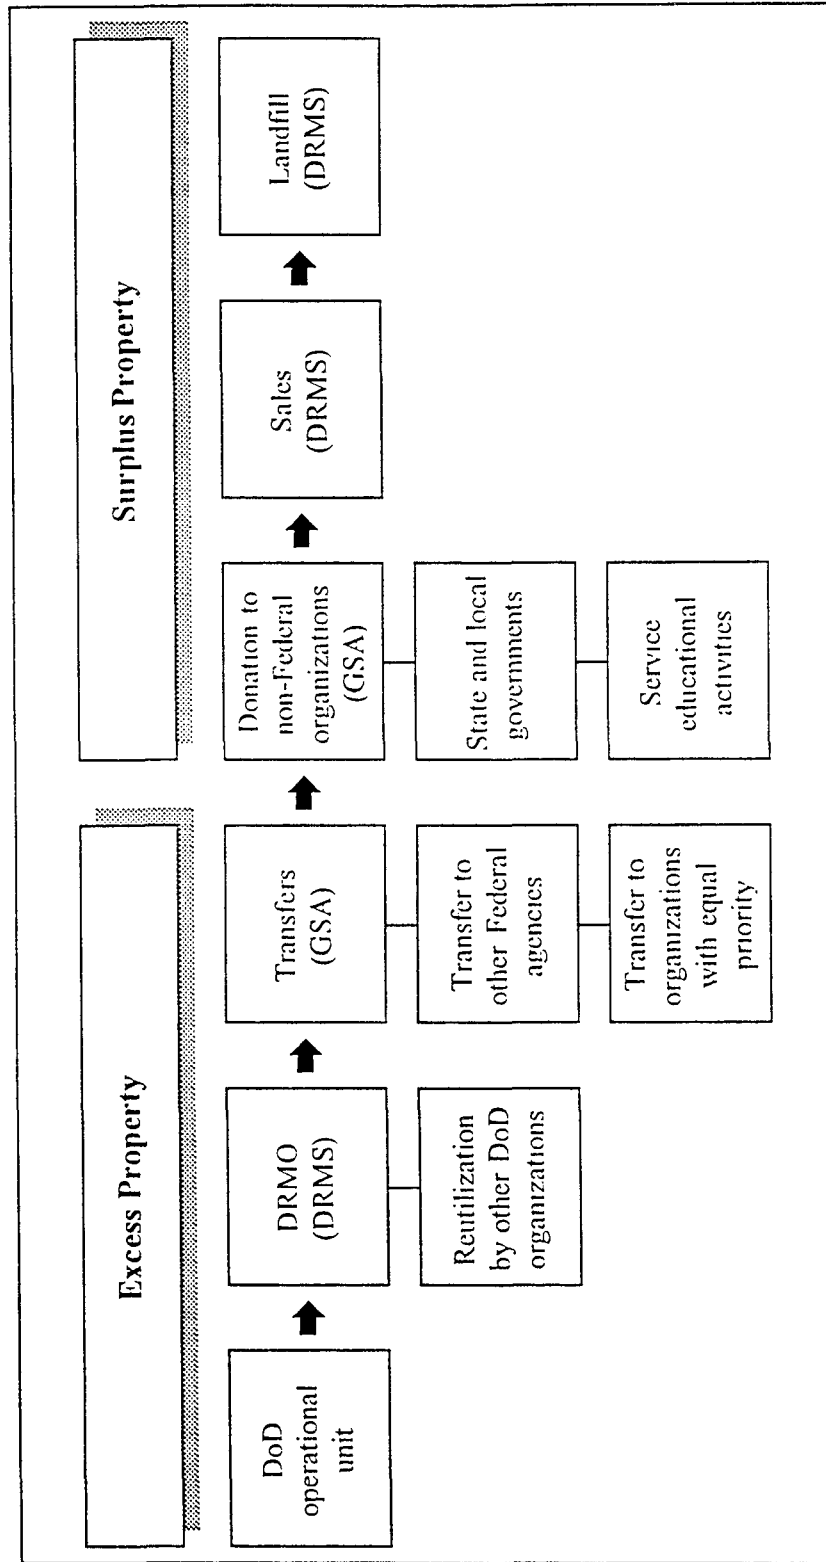 Excess Property
Surplus Property
DoD
operational
unit
DRMO
(DRMS)
Transfers
(GSA)
Donation to
non-Federal
organizations
(GSA)
Sales
(DRMS)
Landfill
(DRMS)
Reutilization
by other DoD
organizations
Transfer to
other Federal
agencies
State and local
governments
Transfer to
organizations
with equal
priority
Service
educational
activities